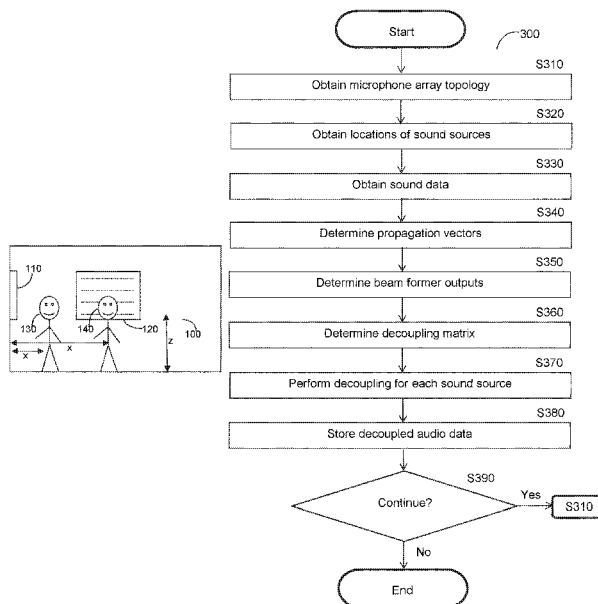 Start
300
S310
Obtain microphone array topology
S320
Obtain locations of sound sources
S330
Obtain sound data
S340
Determine propagation vectors
S350
Determine beam former outputs
S360
Determine decoupling matrix
S370
Perform decoupling for each sound source
S380
Store decoupled audio data
S390
Continue?
Yes
S310
No
End
110
130
140
120
100
x
x
z